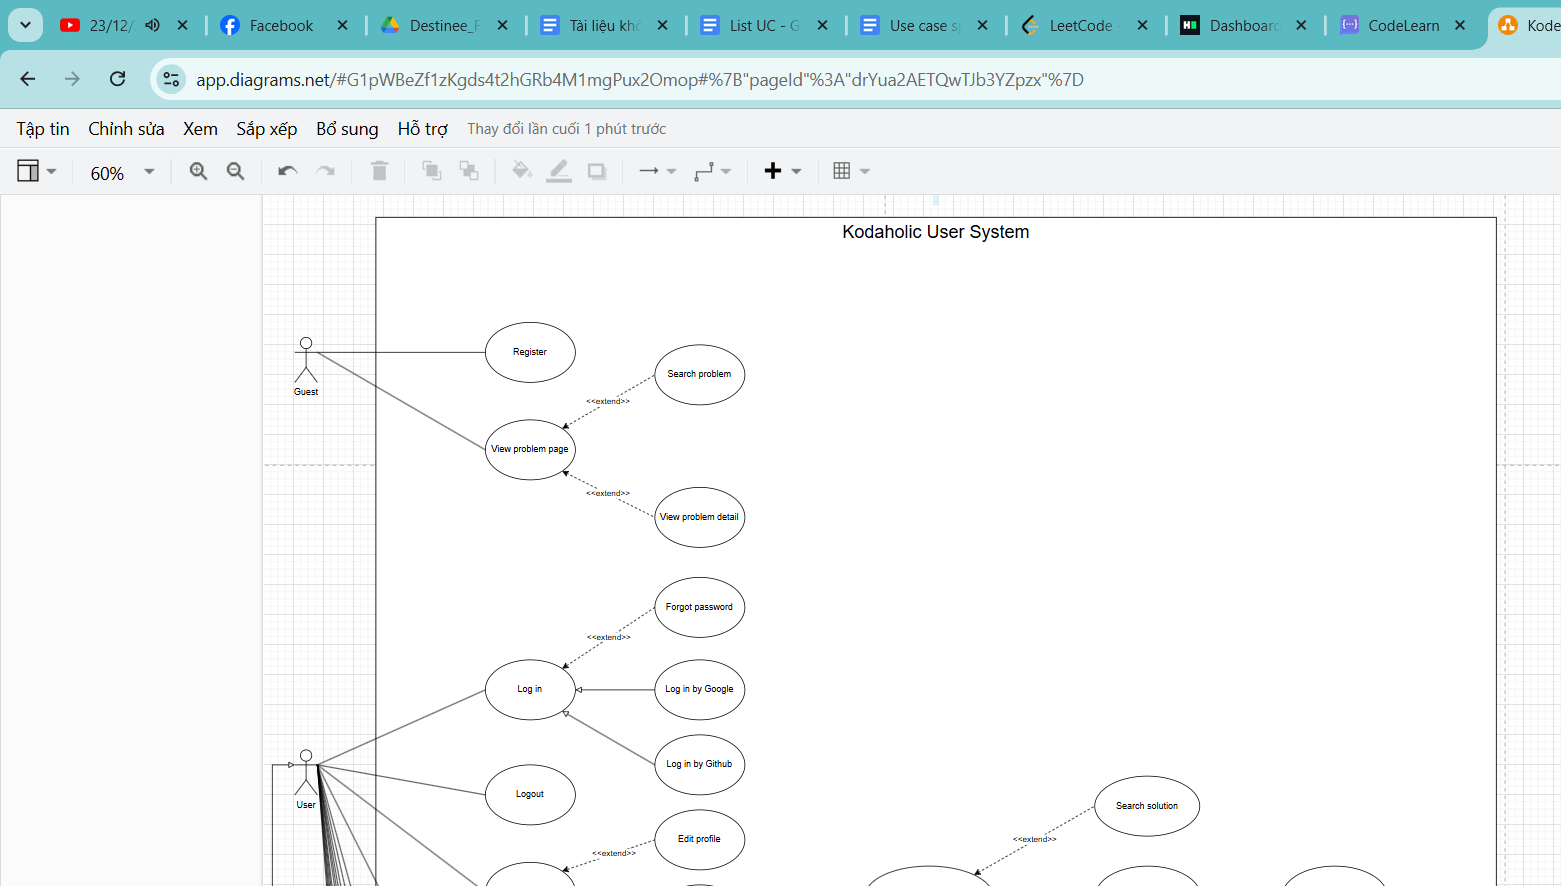 23/12/
Facebook
Destinee_F
Tài liệu khô
List UC - G
Use case sp
LeetCode -
Dashboard
CodeLearn
Koda
app.diagrams.net/#G1pWBeZf1zKgds4t2hGRb4M1mgPux2Omop#%7B"pageId"%3A"drYua2AETQwTJb3YZpzx"%7D
Tập tin Chỉnh sửa Xem Sắp xếp Bổ sung Hỗ trợ Thay đổi lần cuối 1 phút trước
60%
Kodaholic User System
Register
Search problem
Guest
<<extend>>
View problem page
<<extend>>
View problem detail
Forgot password
<<extend>>
Log in
Log in by Google
Log in by Github
User
Logout
Search solution
Edit profile
<<extend>>
<<extend>>